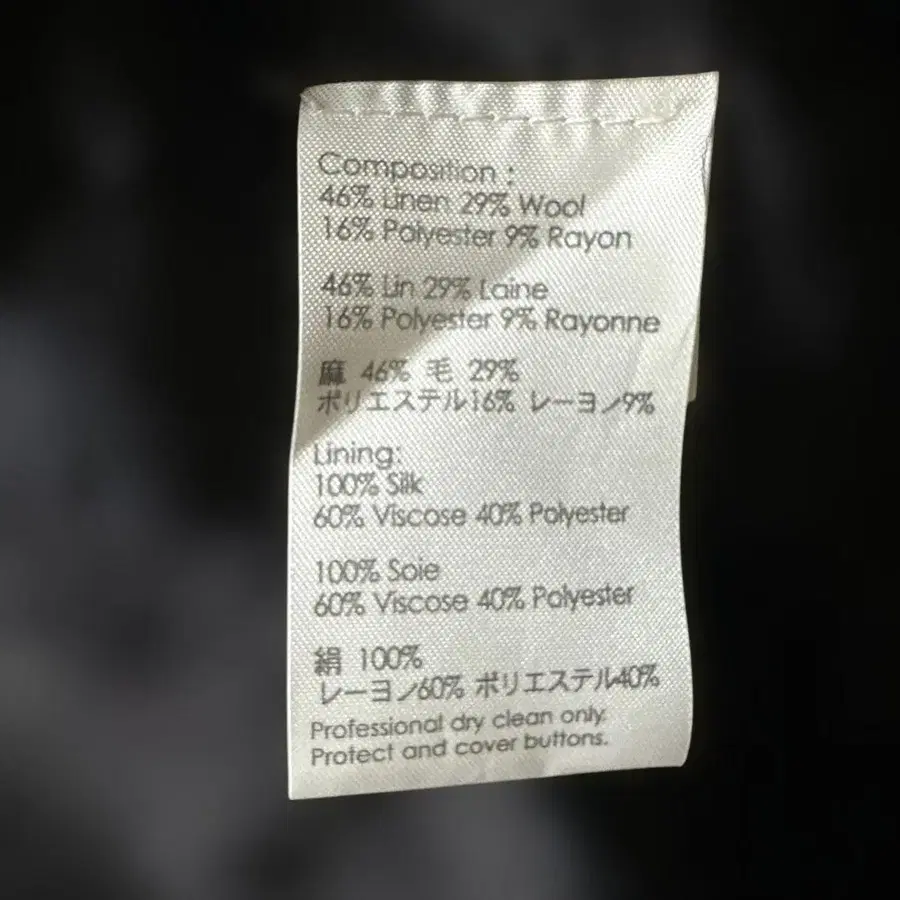 Composition :
46% Linen 29% Wool
16% Polyester 9% Rayon
46% Lin 29% Laine
16% Polyester 9% Rayonne
麻 46% 毛 29%
ポリエステル16% レーヨン9%
Lining:
100% Silk
60% Viscose 40% Polyester
100% Soie
60% Viscose 40% Polyester
絹 100%
レーヨン60% ポリエステル40%
Professional dry clean only.
Protect and cover buttons.